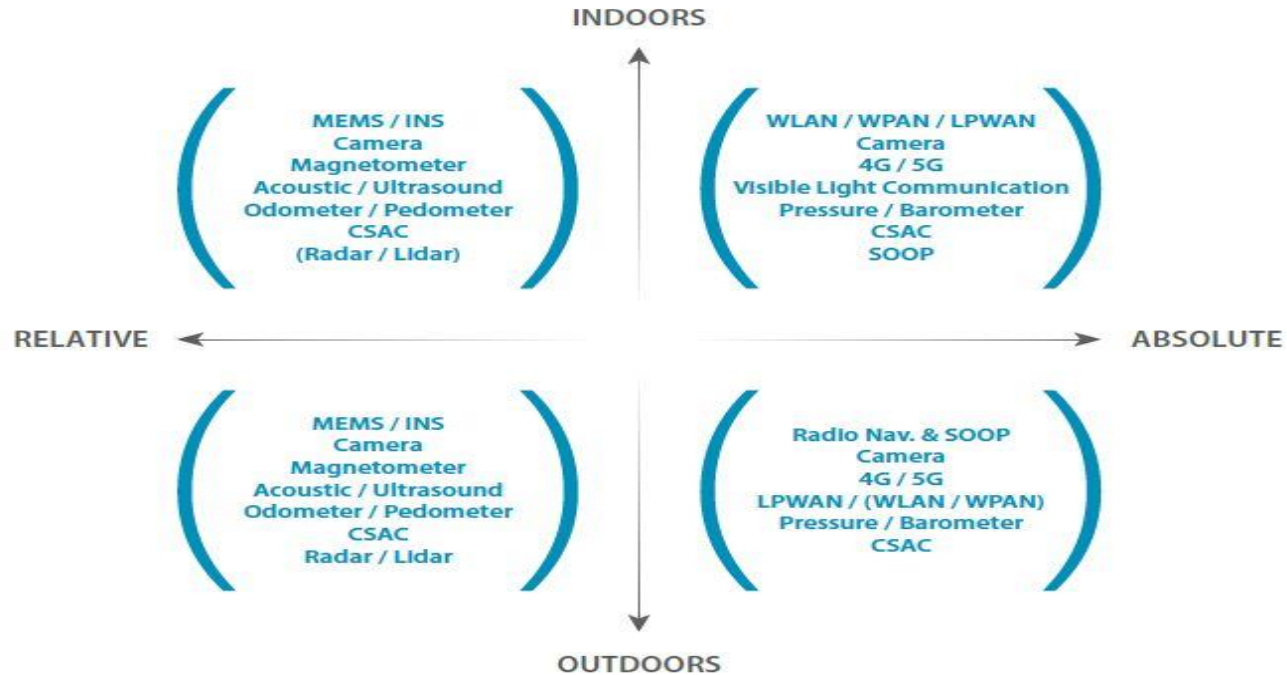 INDOORS
MEMS / INS
Camera
Magnetometer
Acoustic / Ultrasound
Odometer / Pedometer
CSAC
(Radar / Lidar)
WLAN / WPAN / LPWAN
Camera
4G / 5G
Visible Light Communication
Pressure / Barometer
CSAC
SOOP
RELATIVE
ABSOLUTE
MEMS / INS
Camera
Magnetometer
Acoustic / Ultrasound
Odometer / Pedometer
CSAC
Radar / Lidar
Radio Nav. & SOOP
Camera
4G / 5G
LPWAN / (WLAN / WPAN)
Pressure / Barometer
CSAC
OUTDOORS